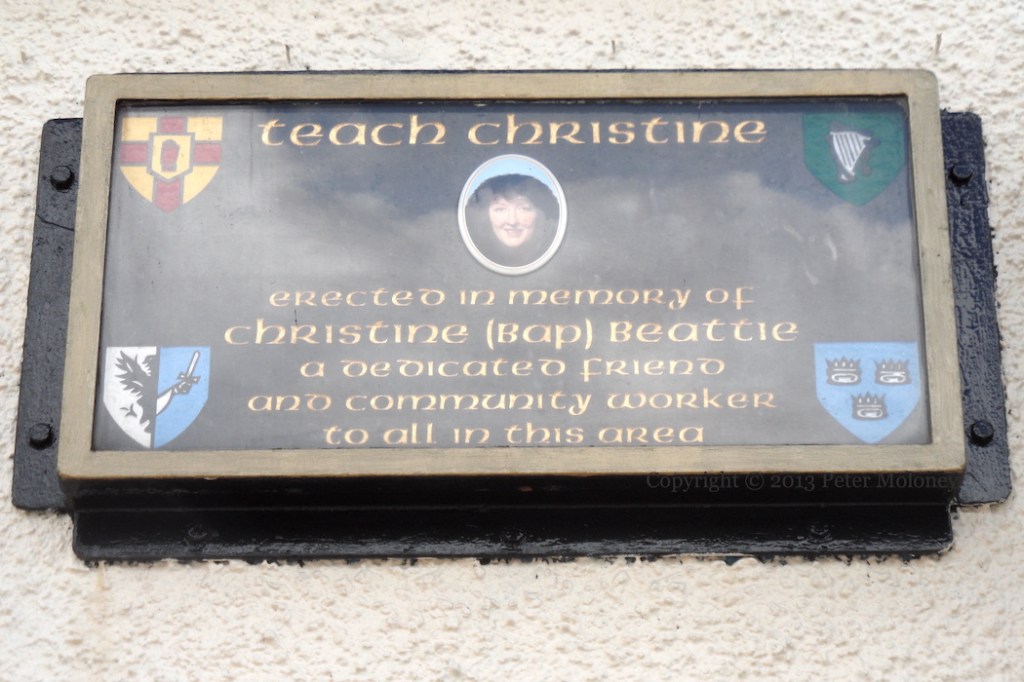 teach christine
erected in memory of
christine (Bap) Beattie
a dedicated friend
and community worker
to all in this area
Copyright © 2013 Peter Moloney